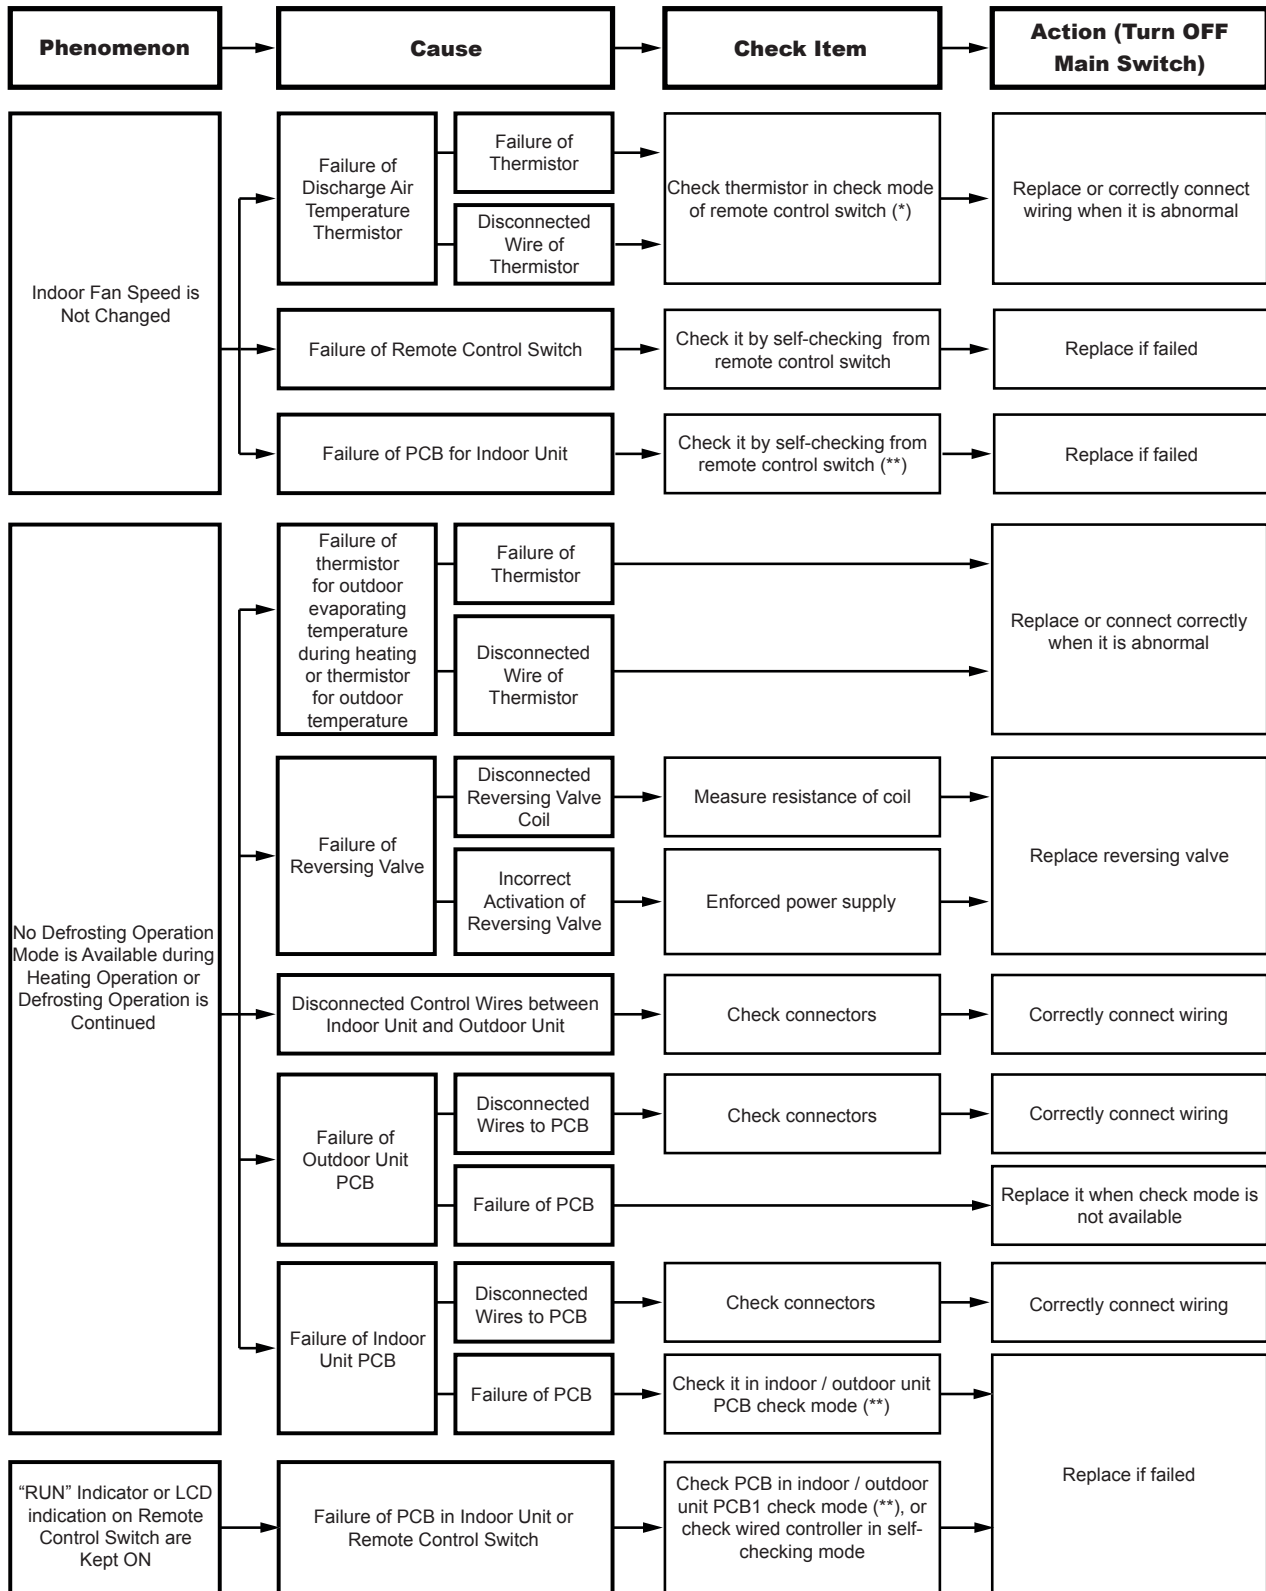 Phenomenon
Cause
Check Item
Action (Turn OFF
Main Switch)
Indoor Fan Speed is
Not Changed
Failure of
Discharge Air
Temperature
Thermistor
Failure of
Thermistor
Disconnected
Wire of
Thermistor
Check thermistor in check mode
of remote control switch (*)
Replace or correctly connect
wiring when it is abnormal
Failure of Remote Control Switch
Check it by self-checking from
remote control switch
Replace if failed
Failure of PCB for Indoor Unit
Check it by self-checking from
remote control switch (**)
Replace if failed
No Defrosting Operation
Mode is Available during
Heating Operation or
Defrosting Operation is
Continued
Failure of
thermistor
for outdoor
evaporating
temperature
during heating
or thermistor
for outdoor
temperature
Failure of
Thermistor
Disconnected
Wire of
Thermistor
Replace or connect correctly
when it is abnormal
Failure of
Reversing Valve
Disconnected
Reversing Valve
Coil
Measure resistance of coil
Incorrect
Activation of
Reversing Valve
Enforced power supply
Replace reversing valve
Disconnected Control Wires between
Indoor Unit and Outdoor Unit
Check connectors
Correctly connect wiring
Failure of
Outdoor Unit
PCB
Disconnected
Wires to PCB
Check connectors
Correctly connect wiring
Failure of PCB
Replace it when check mode is
not available
Failure of Indoor
Unit PCB
Disconnected
Wires to PCB
Check connectors
Correctly connect wiring
Failure of PCB
Check it in indoor / outdoor unit
PCB check mode (**)
Replace if failed
“RUN” Indicator or LCD
indication on Remote
Control Switch are
Kept ON
Failure of PCB in Indoor Unit or
Remote Control Switch
Check PCB in indoor / outdoor
unit PCB1 check mode (**), or
check wired controller in self-
checking mode